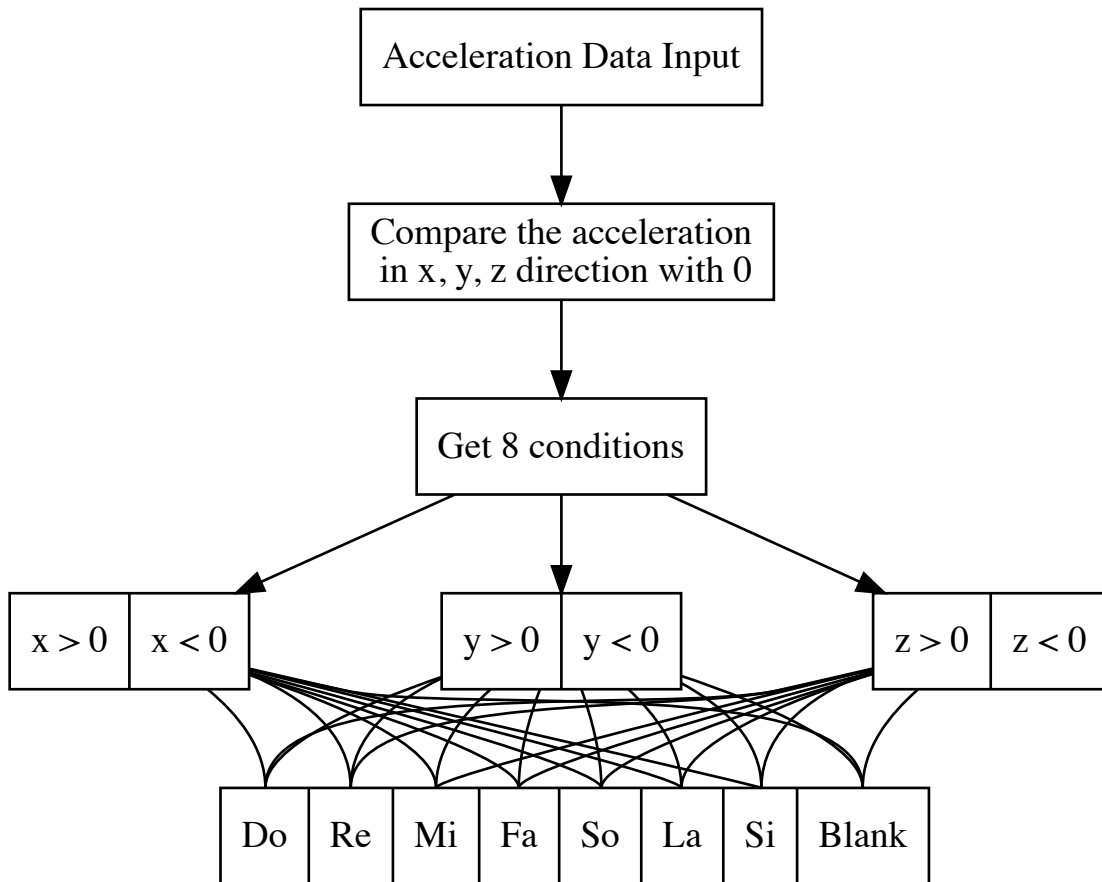 Acceleration Data Input
Compare the acceleration
in x, y, z direction with 0
Get 8 conditions
x > 0 x < 0 y > 0 y < 0 z > 0 z < 0
Do Re Mi Fa So La Si Blank